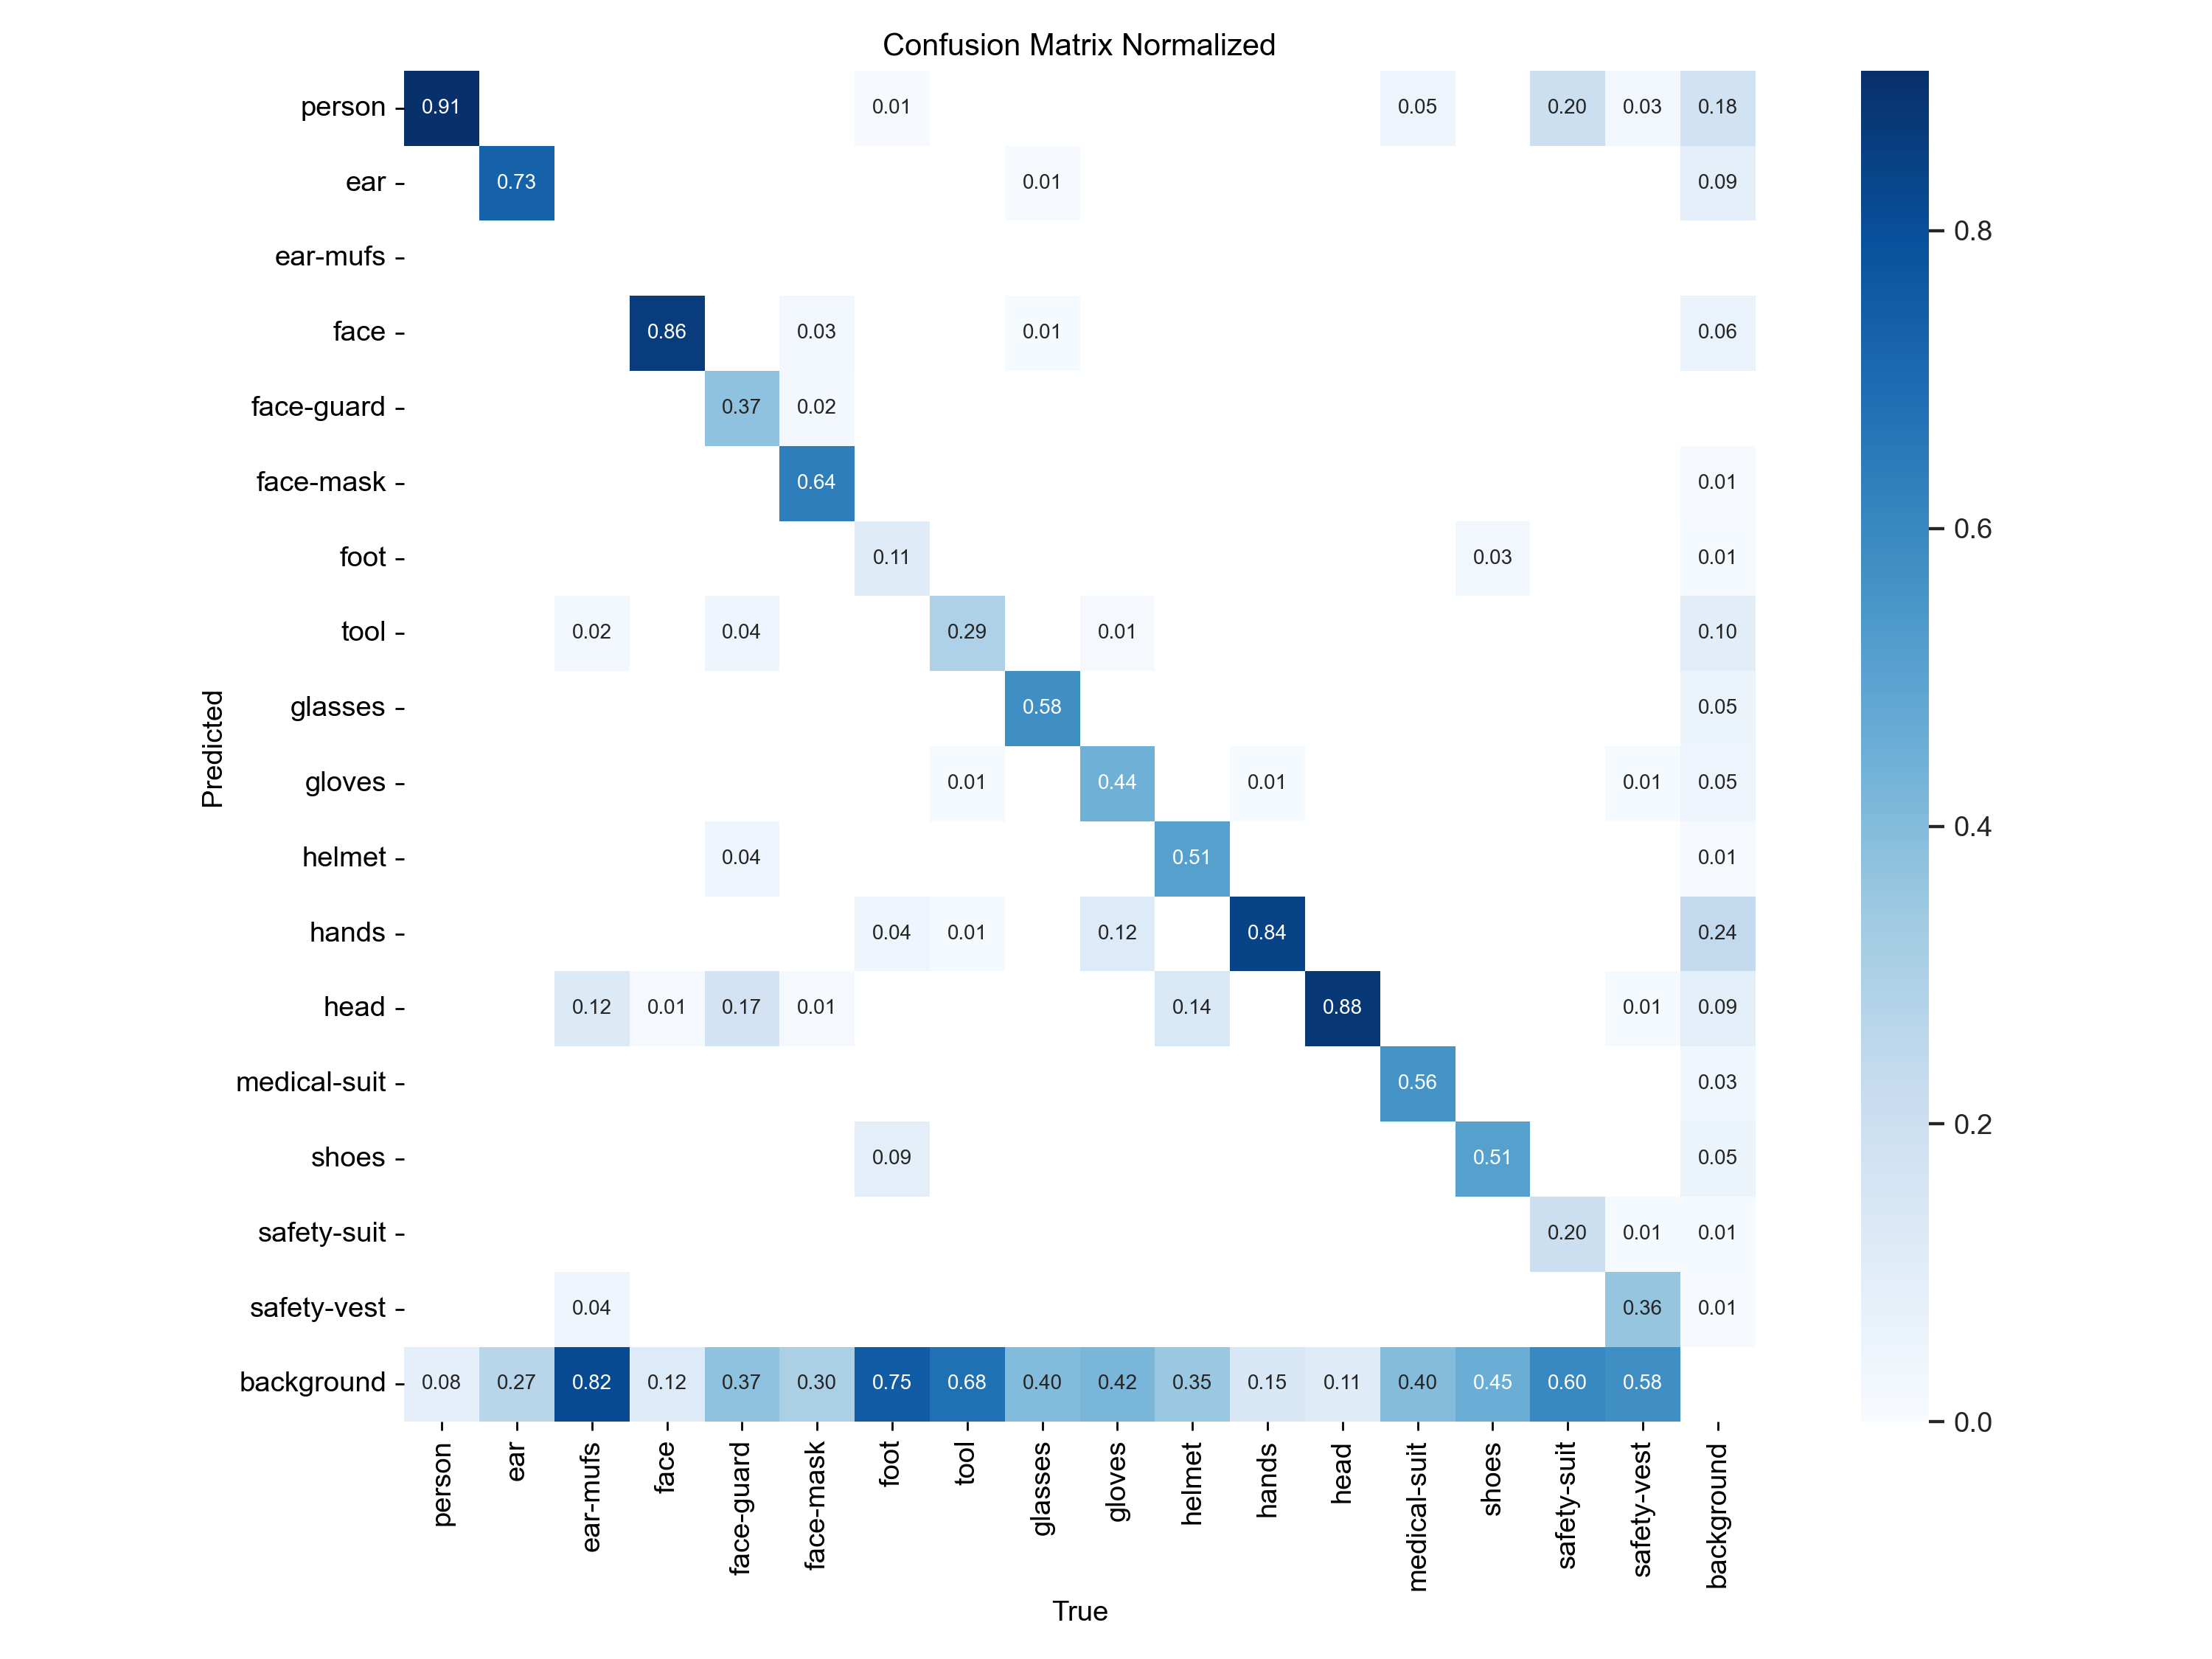 Confusion Matrix Normalized
person 0.91 0.01 0.05 0.20 0.03 0.18
ear 0.73 0.01 0.09
ear-mufs
face 0.86 0.03 0.01 0.06
face-guard 0.37 0.02
face-mask 0.64 0.01
foot 0.11 0.03 0.01
tool 0.02 0.04 0.29 0.01 0.10
glasses 0.58 0.05
gloves 0.01 0.44 0.01 0.01 0.05
helmet 0.04 0.51 0.01
hands 0.04 0.01 0.12 0.84 0.24
head 0.12 0.01 0.17 0.01 0.14 0.88 0.01 0.09
medical-suit 0.56 0.03
shoes 0.09 0.51 0.05
safety-suit 0.20 0.01 0.01
safety-vest 0.04 0.36 0.01
background 0.08 0.27 0.82 0.12 0.37 0.30 0.75 0.68 0.40 0.42 0.35 0.15 0.11 0.40 0.45 0.60 0.58
Predicted
person ear ear-mufs face face-guard face-mask foot tool glasses gloves helmet hands head medical-suit shoes safety-suit safety-vest background
True
0.8
0.6
0.4
0.2
0.0